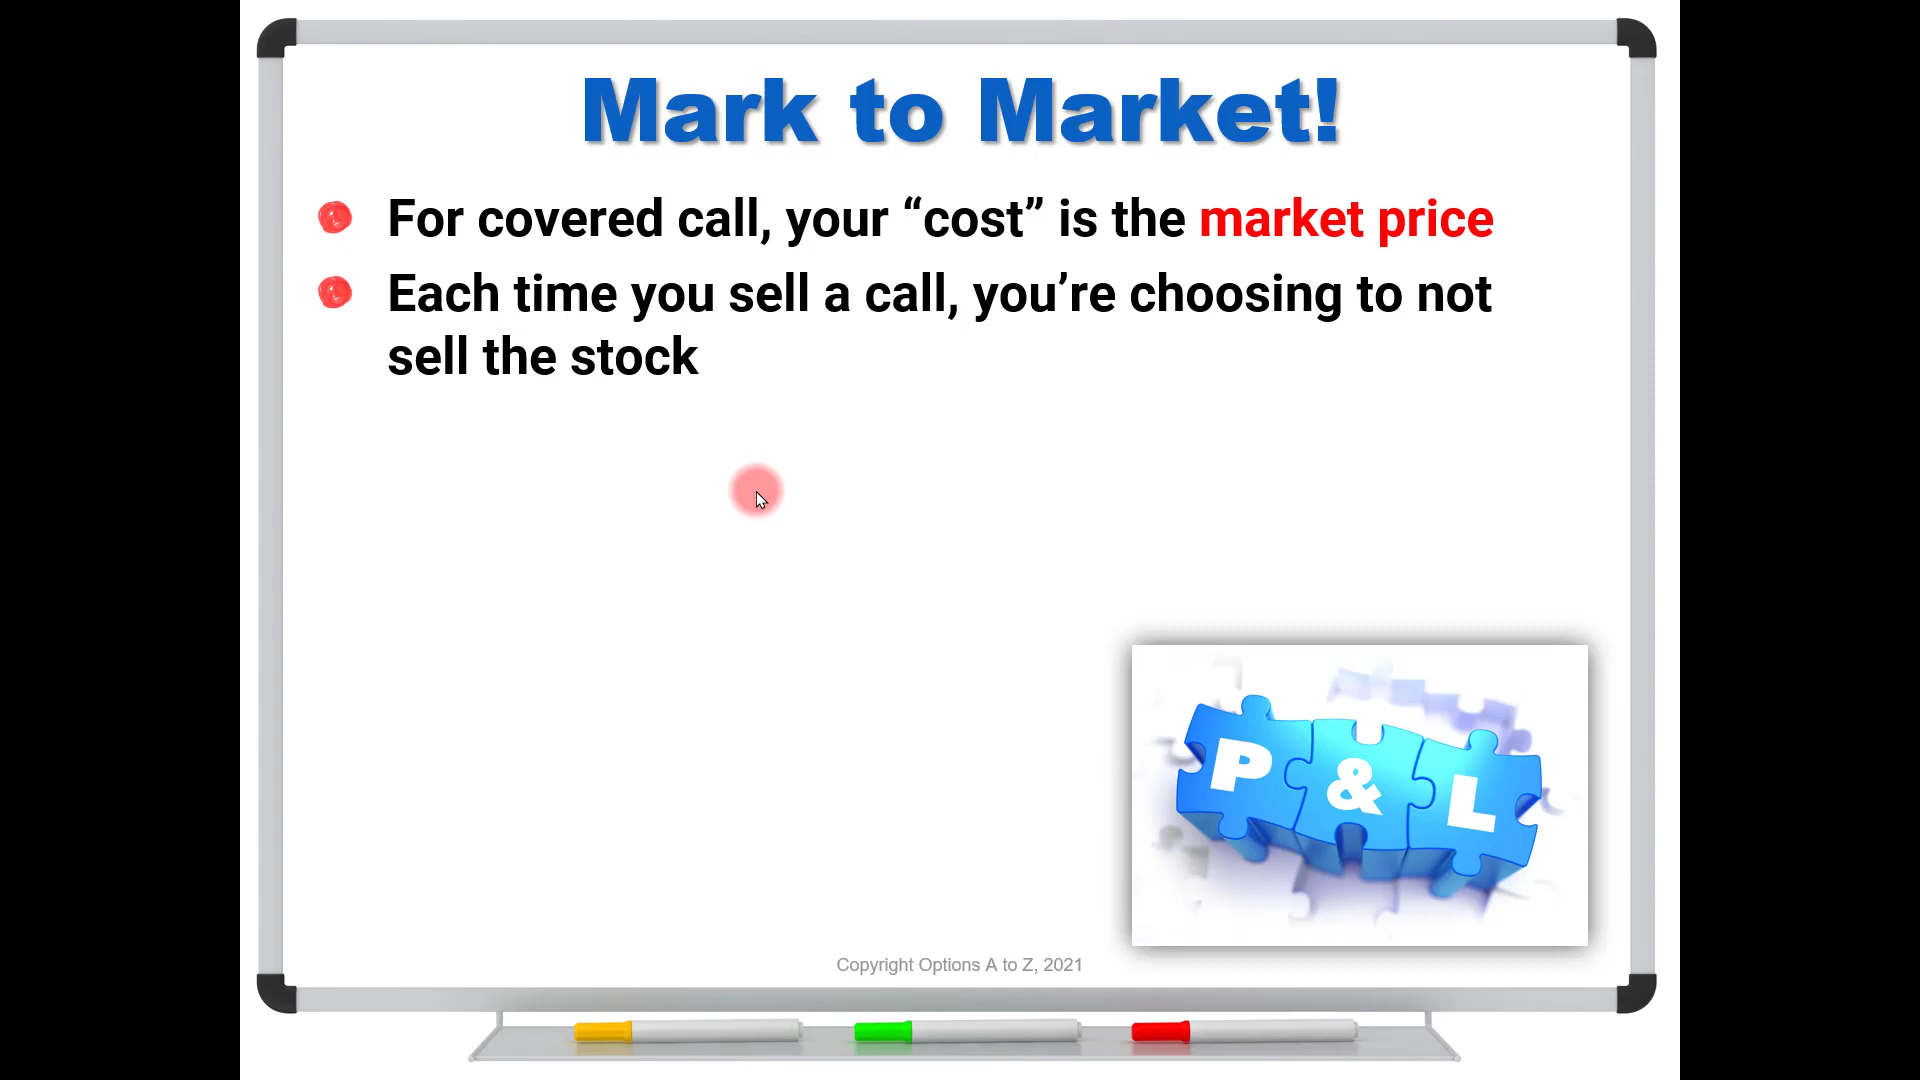 Mark to Market!
For covered call, your “cost” is the market price
Each time you sell a call, you’re choosing to not
sell the stock
P & L
Copyright Options A to Z, 2021